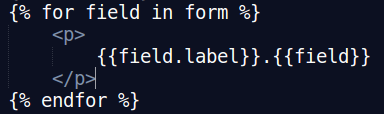 {% for field in form %}
<p>
{{field.label}}.{{field}}
</p>
{% endfor %}